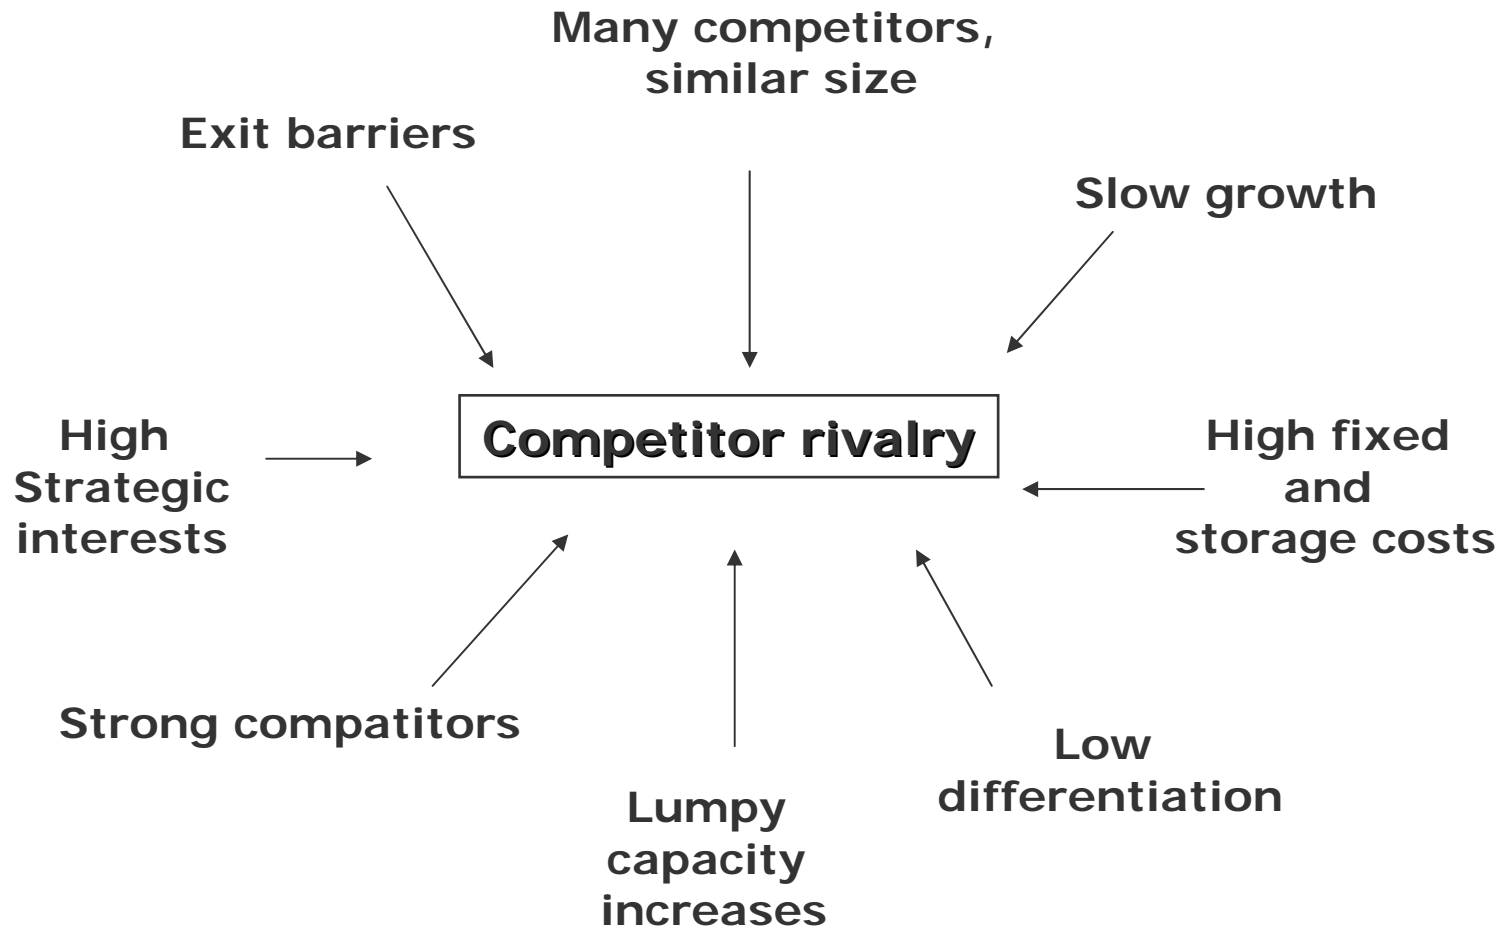 Many competitors,
similar size
Exit barriers
Slow growth
High
Strategic
interests
Competitor rivalry
High fixed
and
storage costs
Strong compatitors
Low
differentiation
Lumpy
capacity
increases